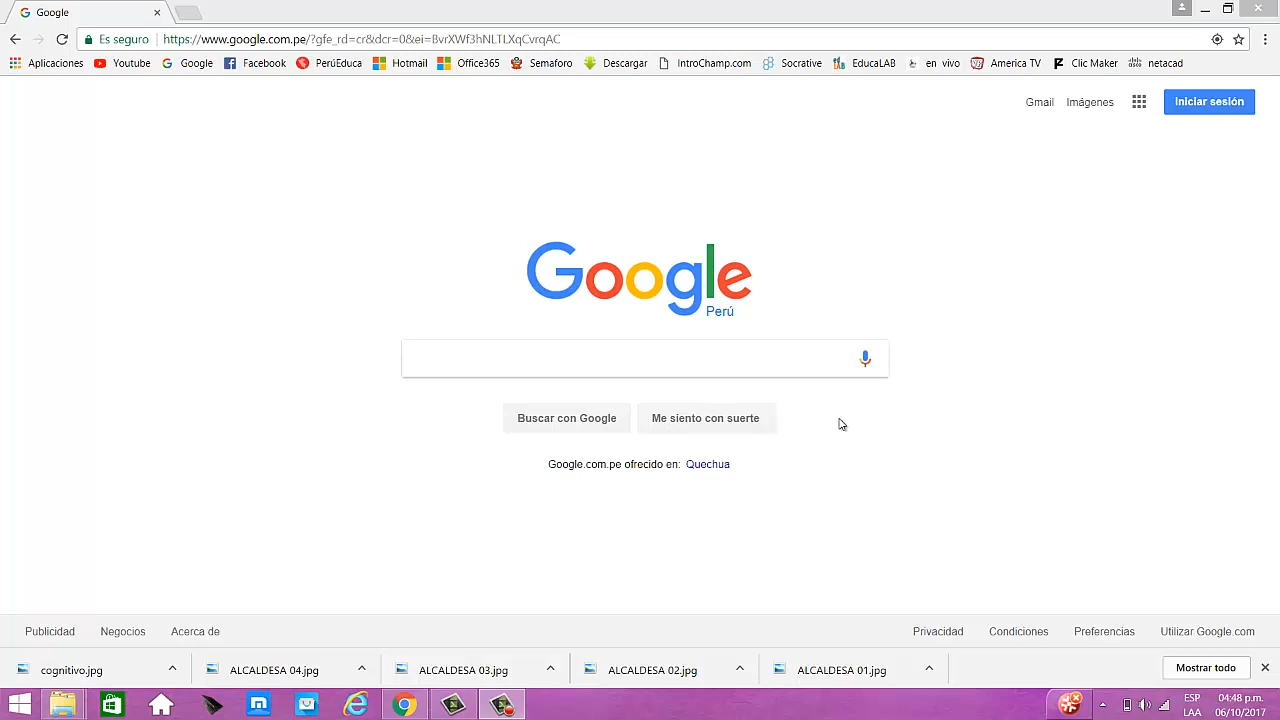 Google
Es seguro
https://www.google.com.pe/?gfe_rd=cr&dcr=0&ei=BvrXWf3hNLTLXqCvrqAC
Aplicaciones Youtube Google Facebook PerúEduca Hotmail Office365 Semaforo Descargar IntroChamp.com Socrative EducaLAB en vivo America TV Clic Maker netacad
Gmail Imágenes Iniciar sesión
Google
Perú
Buscar con Google Me siento con suerte
Google.com.pe ofrecido en: Quechua
Publicidad Negocios Acerca de Privacidad Condiciones Preferencias Utilizar Google.com
cognitivo.jpg ALCALDESA 04.jpg ALCALDESA 03.jpg ALCALDESA 02.jpg ALCALDESA 01.jpg Mostrar todo
ESP 04:48 p.m.
LAA 06/10/2017